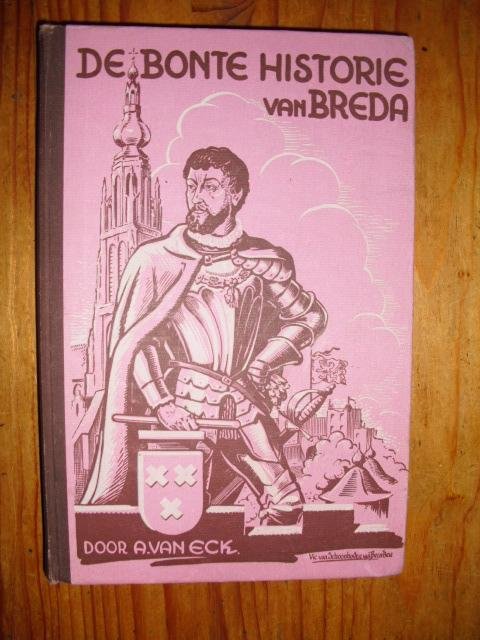 DE BONTE HISTORIE
VAN BREDA
DOOR A. VAN ECK.